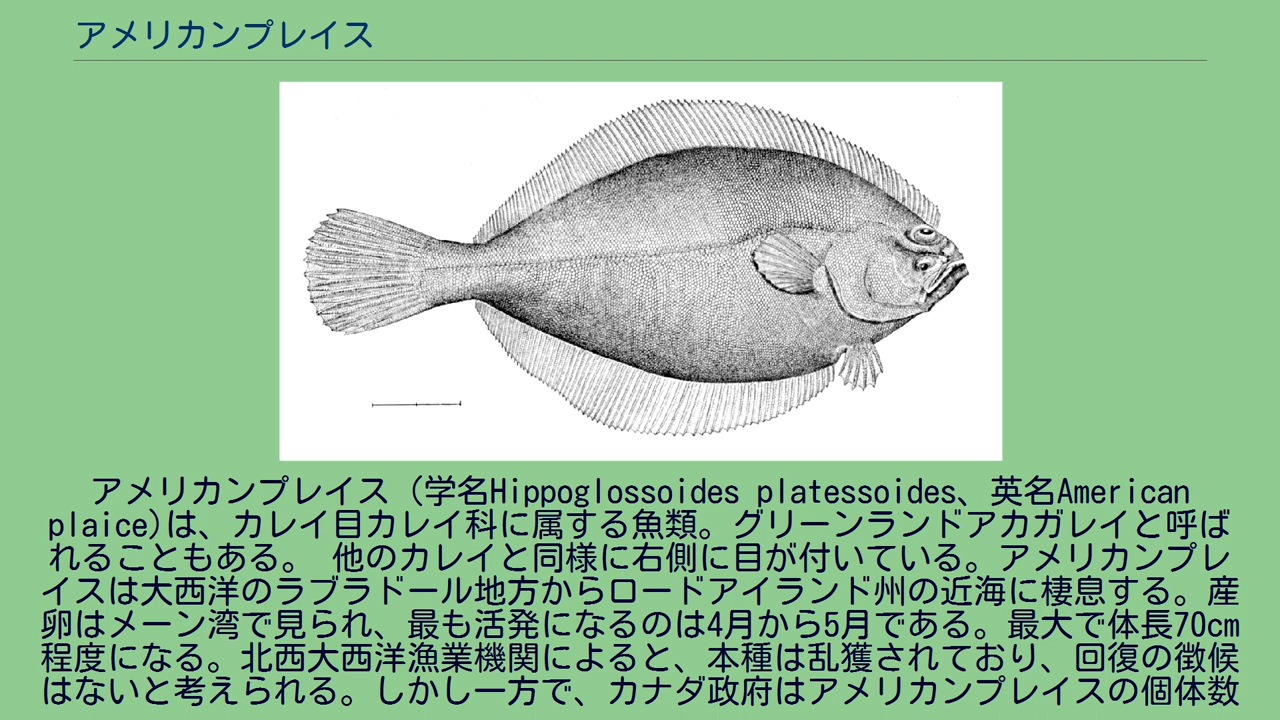 アメリカンプレイス
アメリカンプレイス（学名Hippoglossoides platessoides、英名American
plaice)は、カレイ目カレイ科に属する魚類。グリーンランドアカガレイと呼ば
れることもある。 他のカレイと同様に右側に目が付いている。アメリカンプレ
イスは大西洋のラブラドール地方からロードアイランド州の近海に棲息する。産
卵はメーン湾で見られ、最も活発になるのは4月から5月である。最大で体長70cm
程度になる。北西大西洋漁業機関によると、本種は乱獲されており、回復の徴候
はないと考えられる。しかし一方で、カナダ政府はアメリカンプレイスの個体数